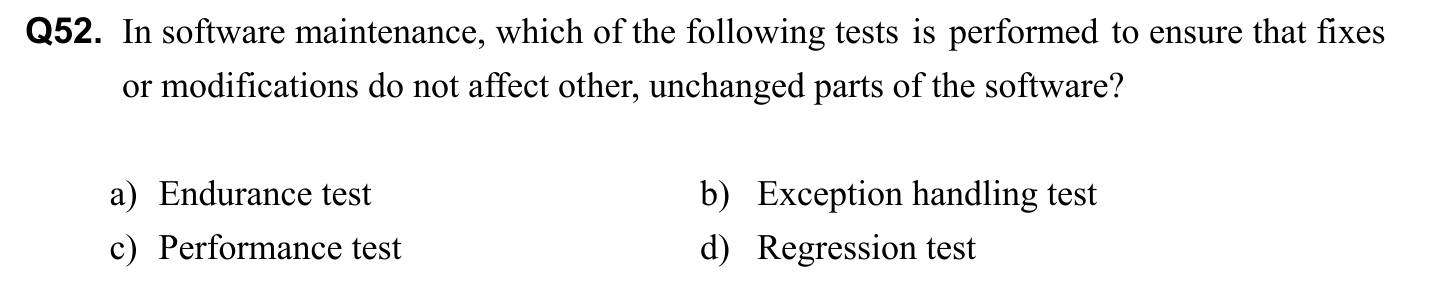 Q52. In software maintenance, which of the following tests is performed to ensure that fixes
or modifications do not affect other, unchanged parts of the software?
a) Endurance test b) Exception handling test
c) Performance test d) Regression test